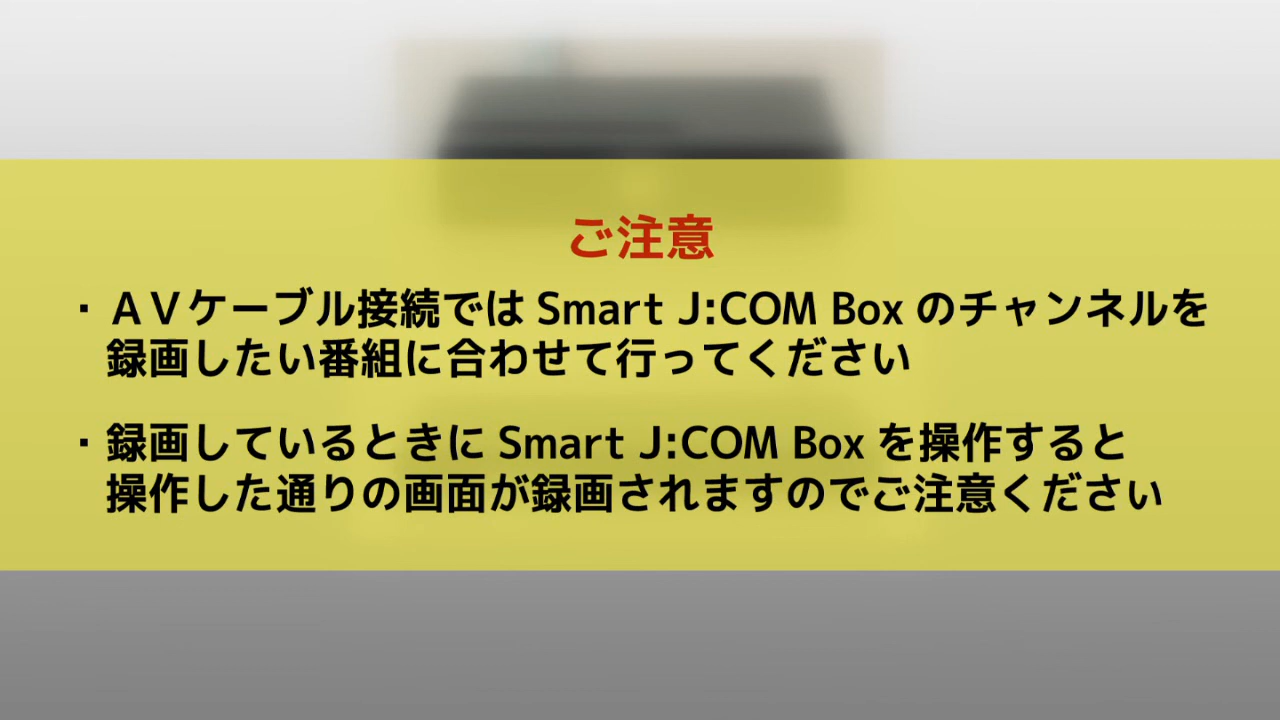 ご注意
・ＡＶケーブル接続では Smart J:COM Box のチャンネルを
録画したい番組に合わせて行ってください
・録画しているときに Smart J:COM Box を操作すると
操作した通りの画面が録画されますのでご注意ください